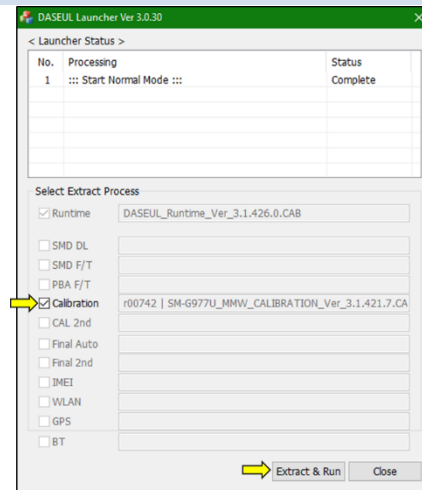 DASEUL Launcher Ver 3.0.30
< Launcher Status >
No. Processing Status
1 ::: Start Normal Mode ::: Complete
Select Extract Process
Runtime DASEUL_Runtime_Ver_3.1.426.0.CAB
SMD DL
SMD F/T
PBA F/T
Calibration r00742 | SM-G977U_MMW_CALIBRATION_Ver_3.1.421.7.CA
CAL 2nd
Final Auto
Final 2nd
IMEI
WLAN
GPS
BT
Extract & Run Close